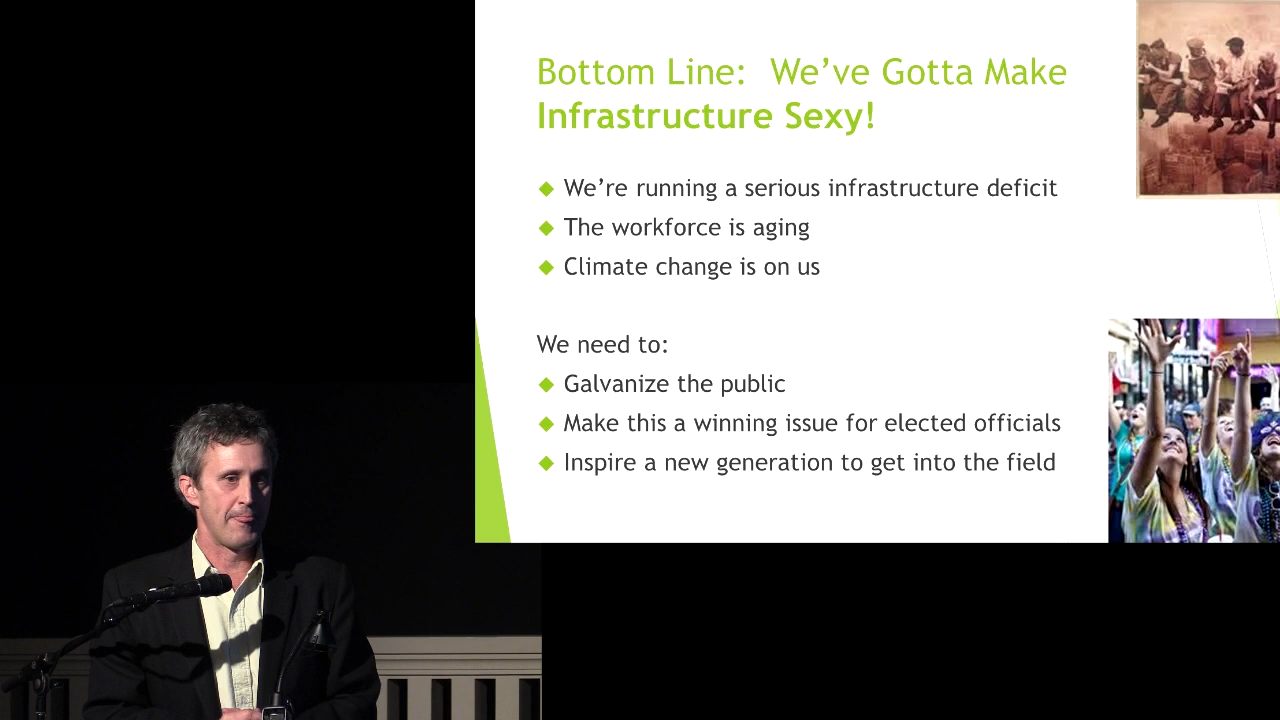 Bottom Line:  We’ve Gotta Make
Infrastructure Sexy!
We’re running a serious infrastructure deficit
The workforce is aging
Climate change is on us
We need to:
Galvanize the public
Make this a winning issue for elected officials
Inspire a new generation to get into the field